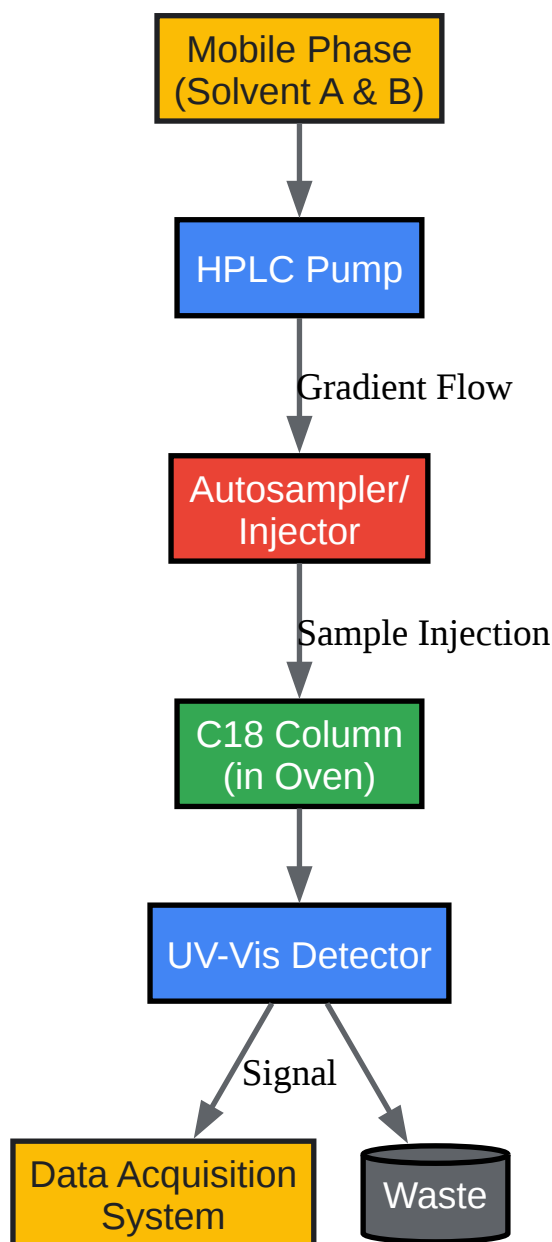 Mobile Phase
(Solvent A & B)
HPLC Pump
Gradient Flow
Autosampler/
Injector
Sample Injection
C18 Column
(in Oven)
UV-Vis Detector
Signal
Data Acquisition
System
Waste